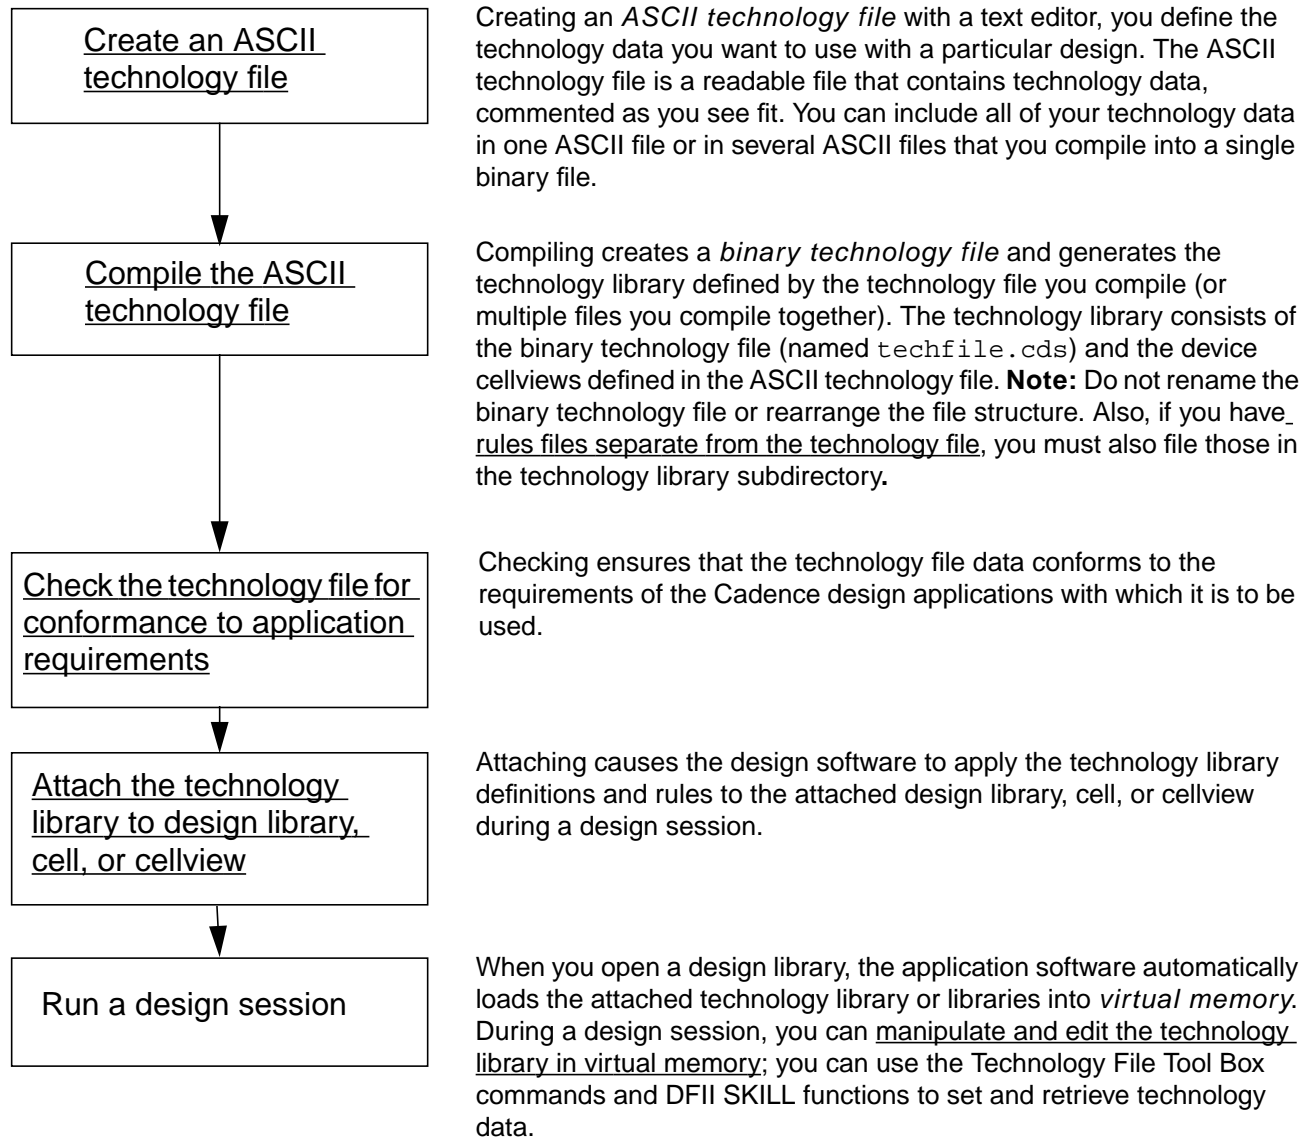 Create an ASCII
technology file
Creating an ASCII technology file with a text editor, you define the
technology data you want to use with a particular design. The ASCII
technology file is a readable file that contains technology data,
commented as you see fit. You can include all of your technology data
in one ASCII file or in several ASCII files that you compile into a single
binary file.
Compile the ASCII
technology file
Compiling creates a binary technology file and generates the
technology library defined by the technology file you compile (or
multiple files you compile together). The technology library consists of
the binary technology file (named techfile.cds) and the device
cellviews defined in the ASCII technology file. Note: Do not rename the
binary technology file or rearrange the file structure. Also, if you have
rules files separate from the technology file, you must also file those in
the technology library subdirectory.
Check the technology file for
conformance to application
requirements
Checking ensures that the technology file data conforms to the
requirements of the Cadence design applications with which it is to be
used.
Attach the technology
library to design library,
cell, or cellview
Attaching causes the design software to apply the technology library
definitions and rules to the attached design library, cell, or cellview
during a design session.
Run a design session
When you open a design library, the application software automatically
loads the attached technology library or libraries into virtual memory.
During a design session, you can manipulate and edit the technology
library in virtual memory; you can use the Technology File Tool Box
commands and DFII SKILL functions to set and retrieve technology
data.